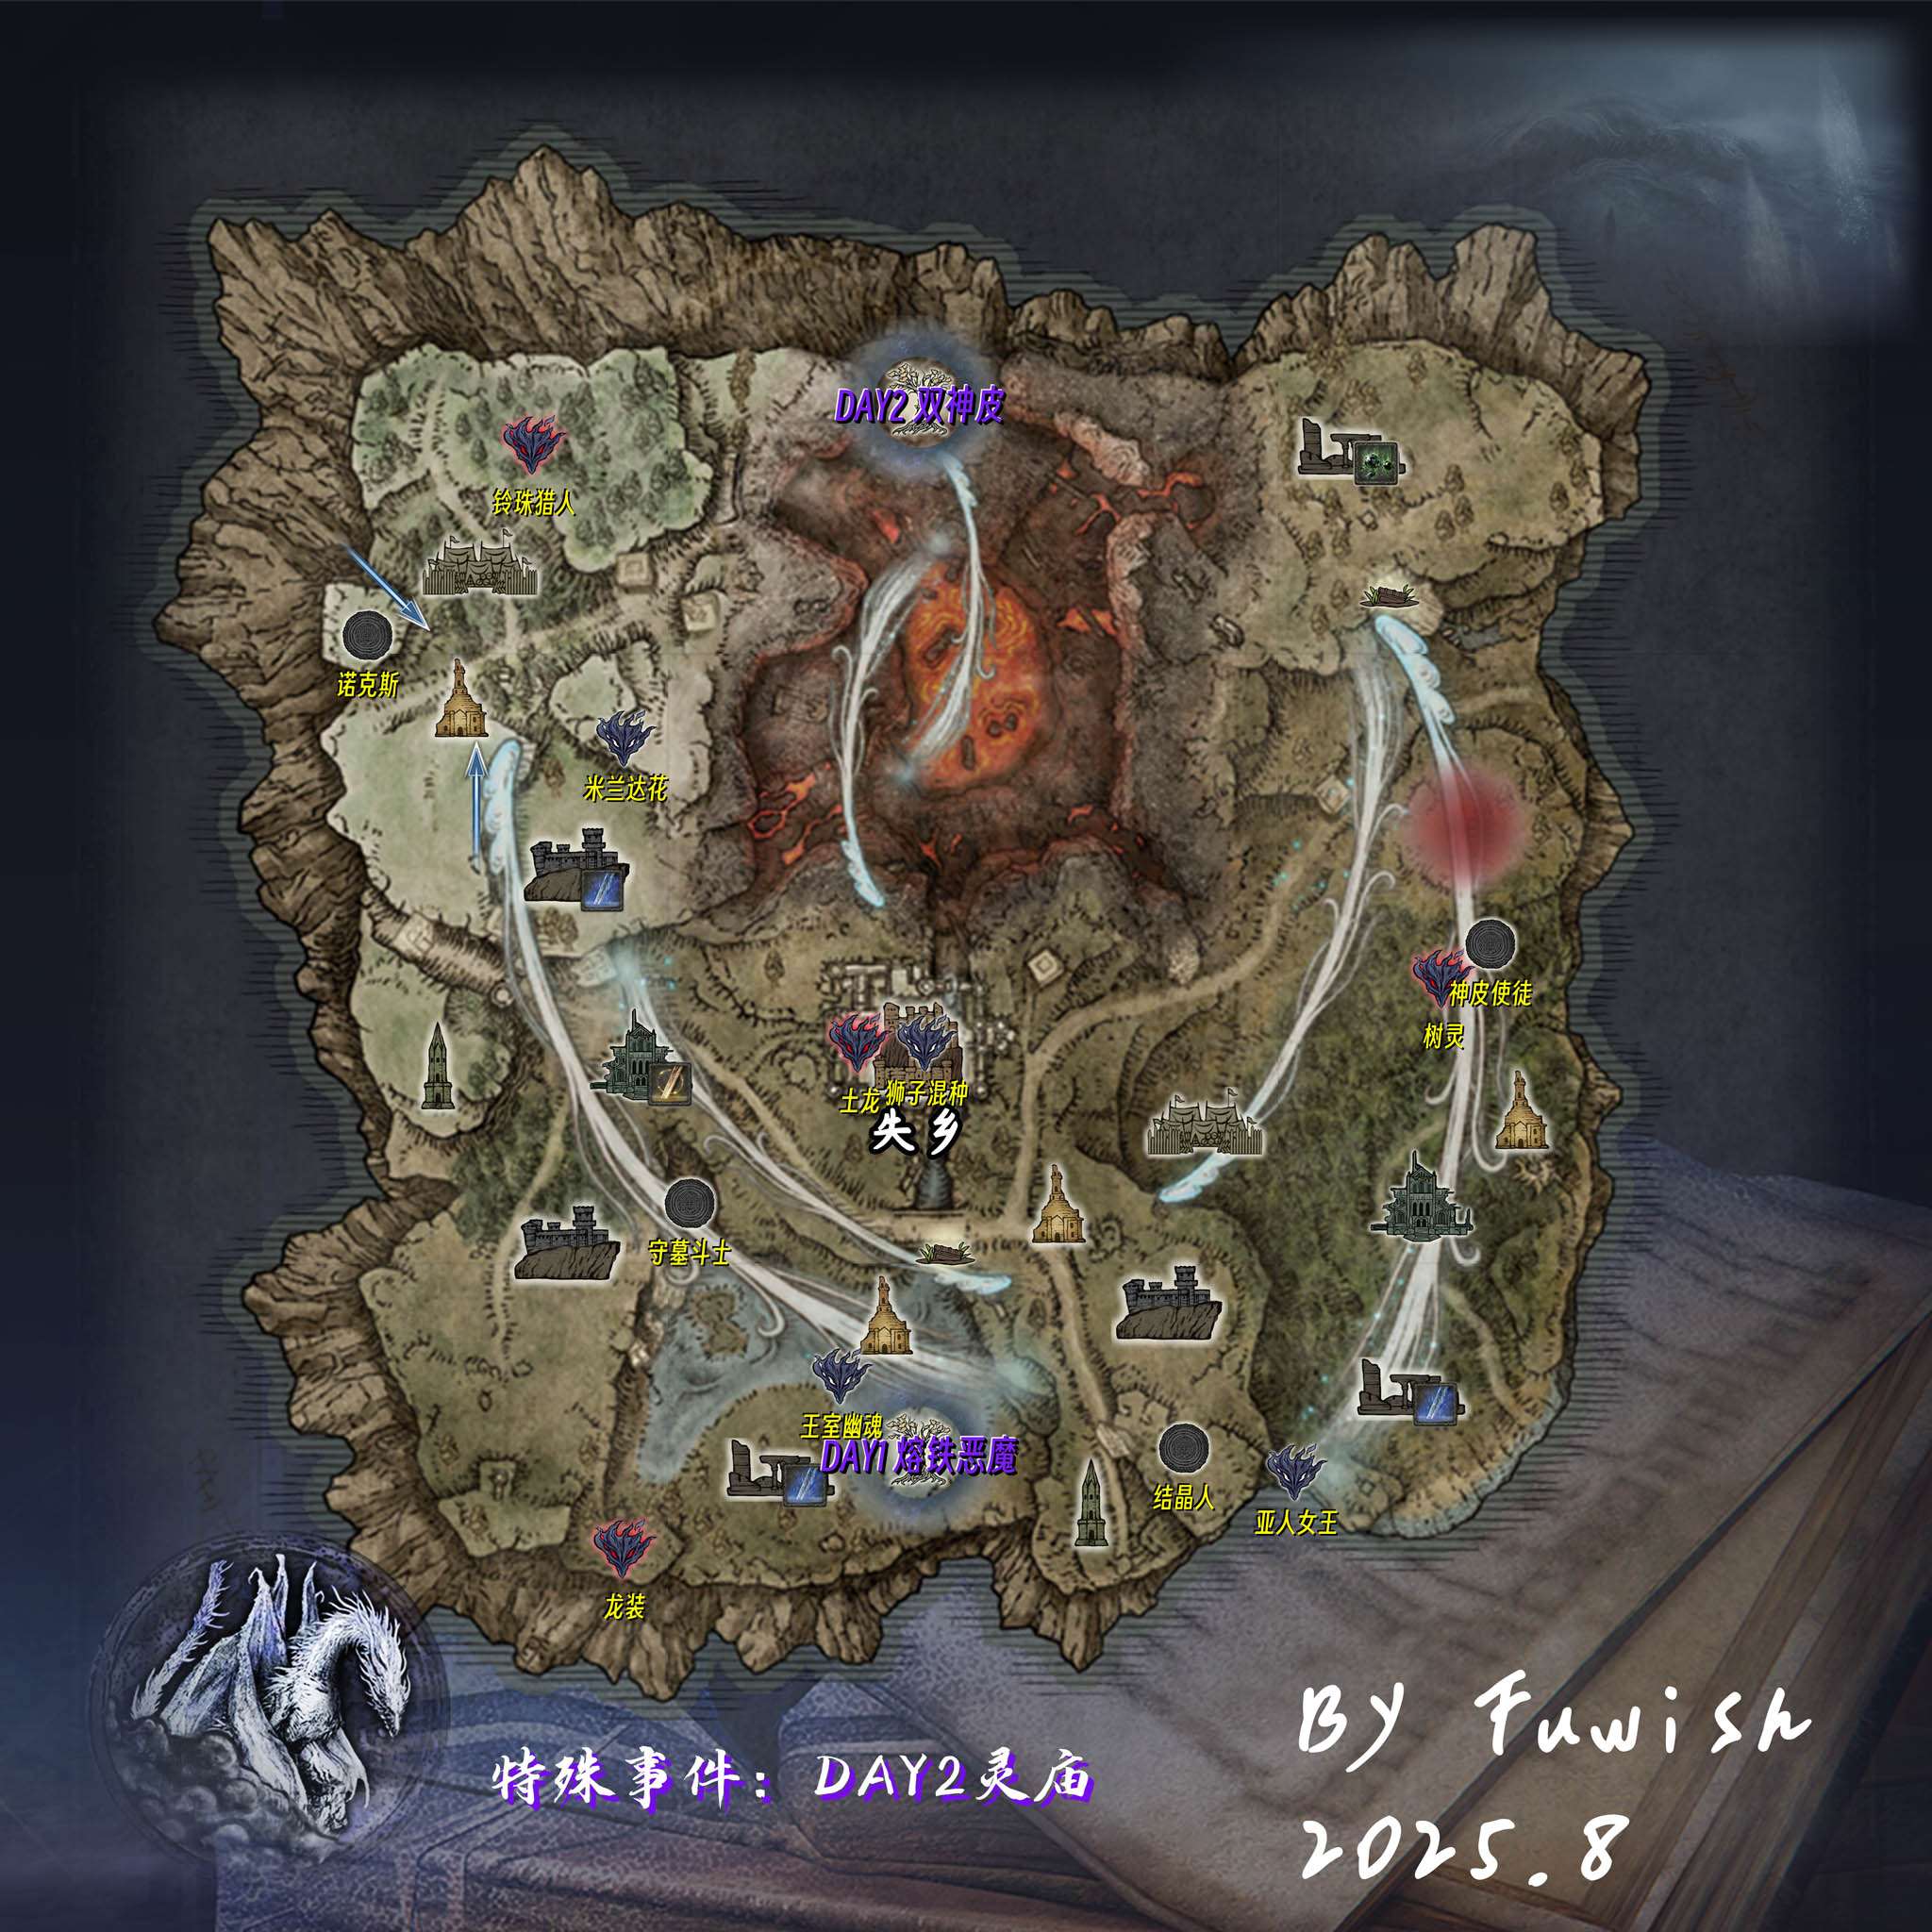 DAY2 双神皮
铃珠猎人
诺克斯
米兰达花
神皮使徒
树灵
土龙
狮子混种
失乡
守墓斗士
王室幽魂
DAY1 熔铁恶魔
结晶人
亚人女王
龙装
特殊事件：DAY2灵庙
By Fuwish
2025.8